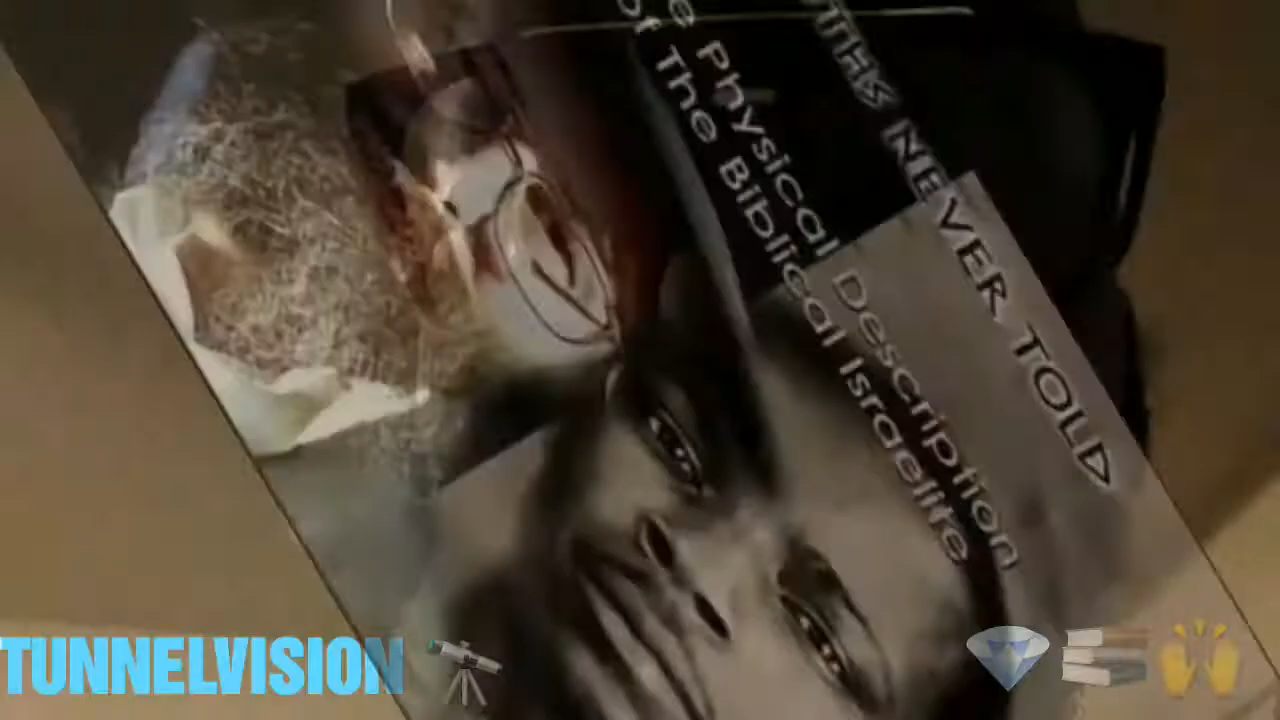 NEVER TOLD
Physical Description
of The Biblical Israelite
TUNNELVISION